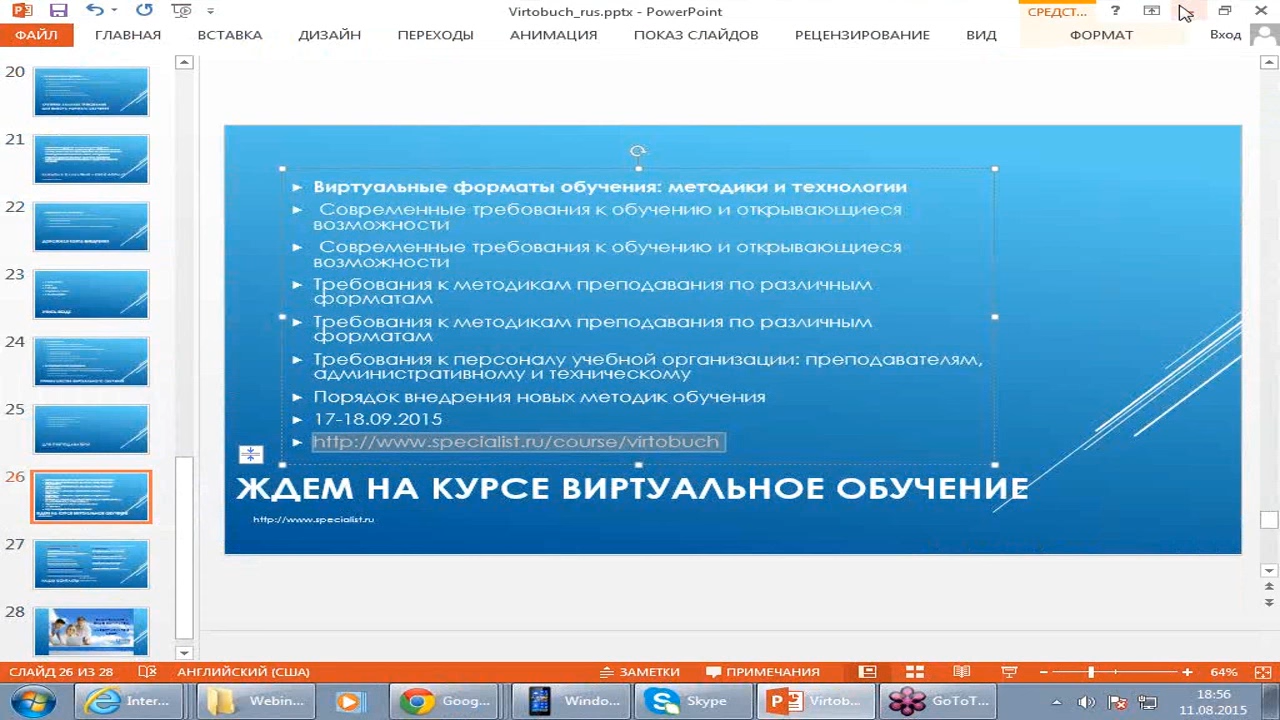 Virtobuch_rus.pptx - PowerPoint
СРЕДСТ...
?
ФАЙЛ ГЛАВНАЯ ВСТАВКА ДИЗАЙН ПЕРЕХОДЫ АНИМАЦИЯ ПОКАЗ СЛАЙДОВ РЕЦЕНЗИРОВАНИЕ ВИД ФОРМАТ Вход
20
21
22
23
24
25
26
27
28
Виртуальные форматы обучения: методики и технологии
Современные требования к обучению и открывающиеся
возможности
Современные требования к обучению и открывающиеся
возможности
Требования к методикам преподавания по различным
форматам
Требования к методикам преподавания по различным
форматам
Требования к персоналу учебной организации: преподавателям,
административному и техническому
Порядок внедрения новых методик обучения
17-18.09.2015
http://www.specialist.ru/course/virtobuch
ЖДЕМ НА КУРСЕ ВИРТУАЛЬНОЕ ОБУЧЕНИЕ
http://www.specialist.ru
СЛАЙД 26 ИЗ 28 АНГЛИЙСКИЙ (США) ЗАМЕТКИ ПРИМЕЧАНИЯ 64%
Inter... Webin... Goog... Windo... Skype Virtob... GoToT...
18:56
11.08.2015